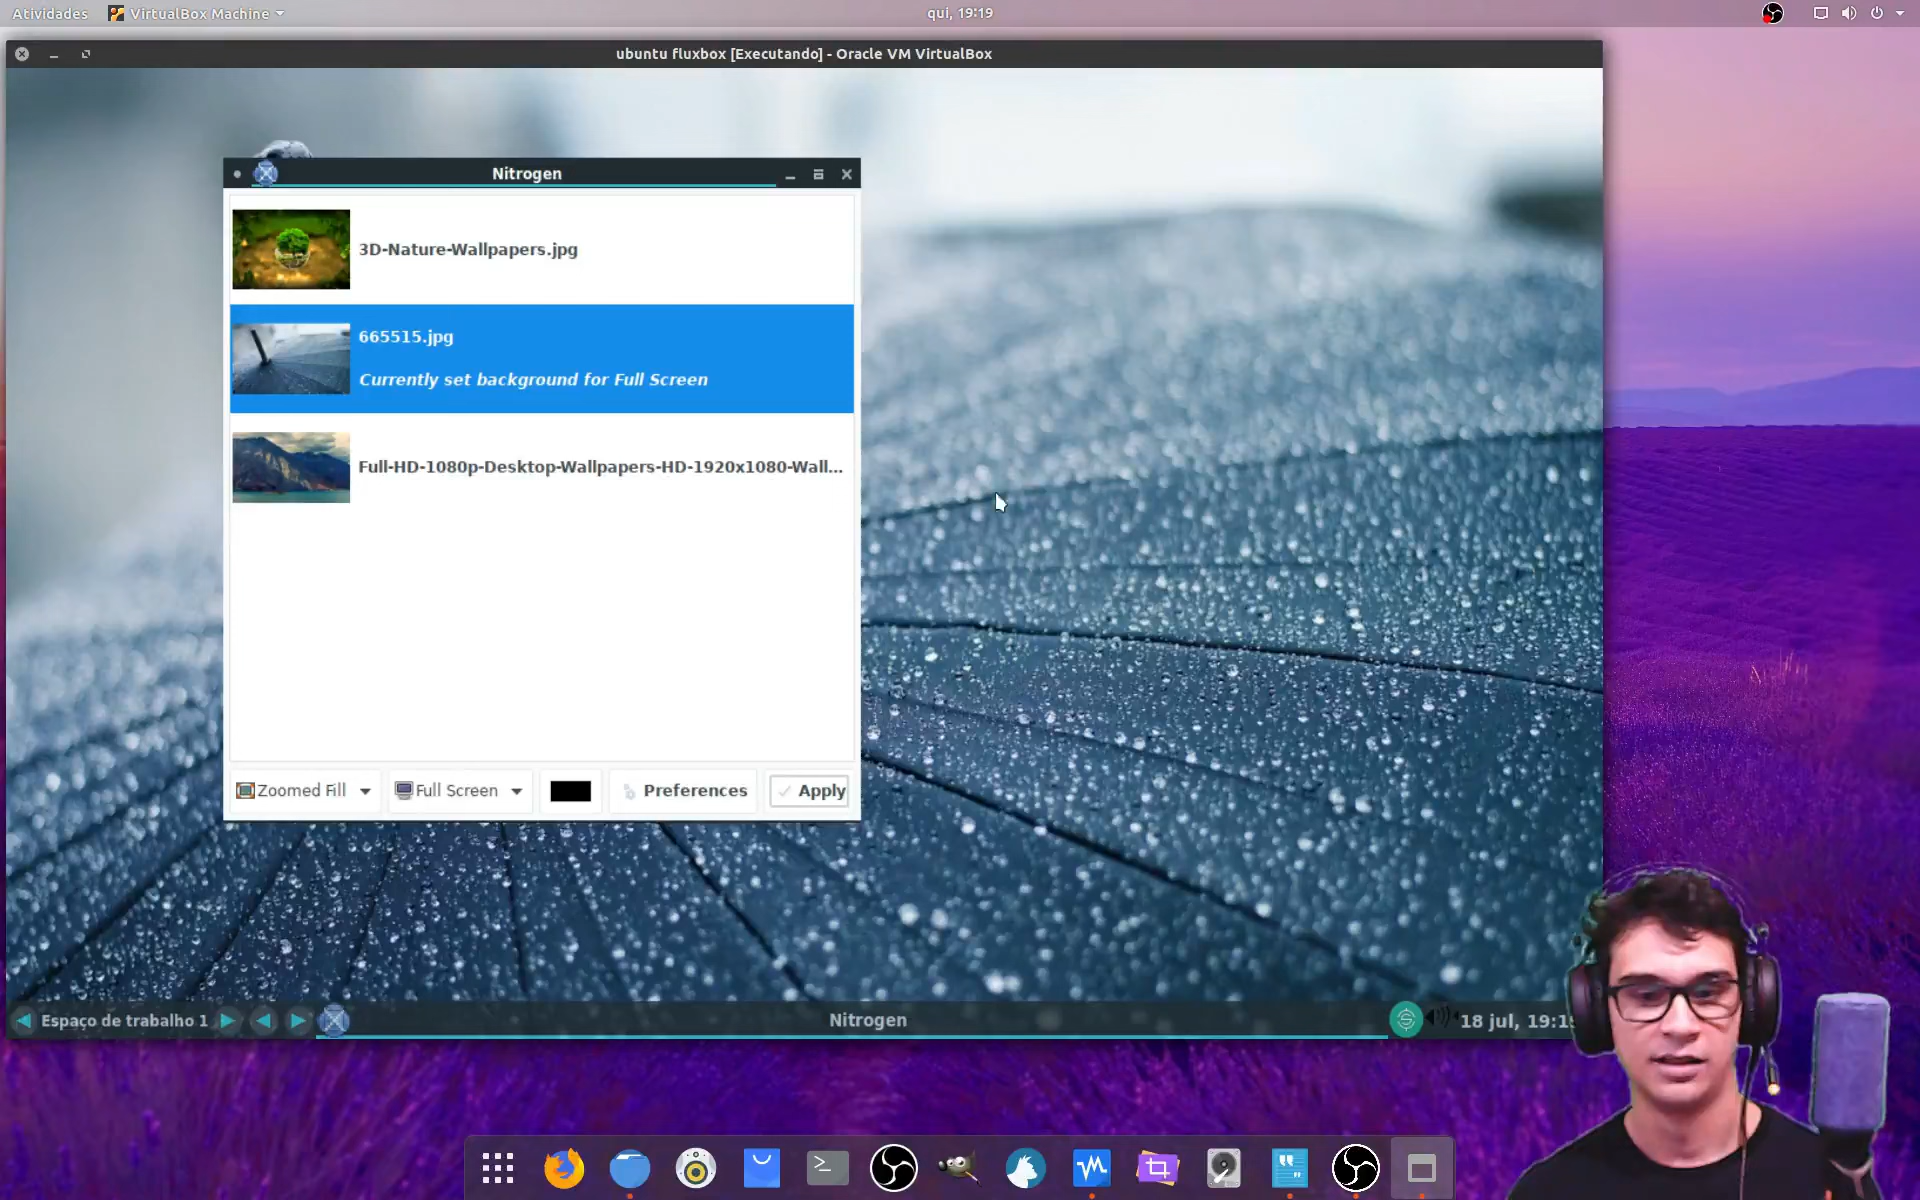 Atividades
VirtualBox Machine
qui, 19:19
ubuntu fluxbox [Executando] - Oracle VM VirtualBox
Nitrogen
3D-Nature-Wallpapers.jpg
665515.jpg
Currently set background for Full Screen
Full-HD-1080p-Desktop-Wallpapers-HD-1920x1080-Wall...
Zoomed Fill
Full Screen
Preferences
Apply
Espaço de trabalho 1
Nitrogen
18 jul, 19:1